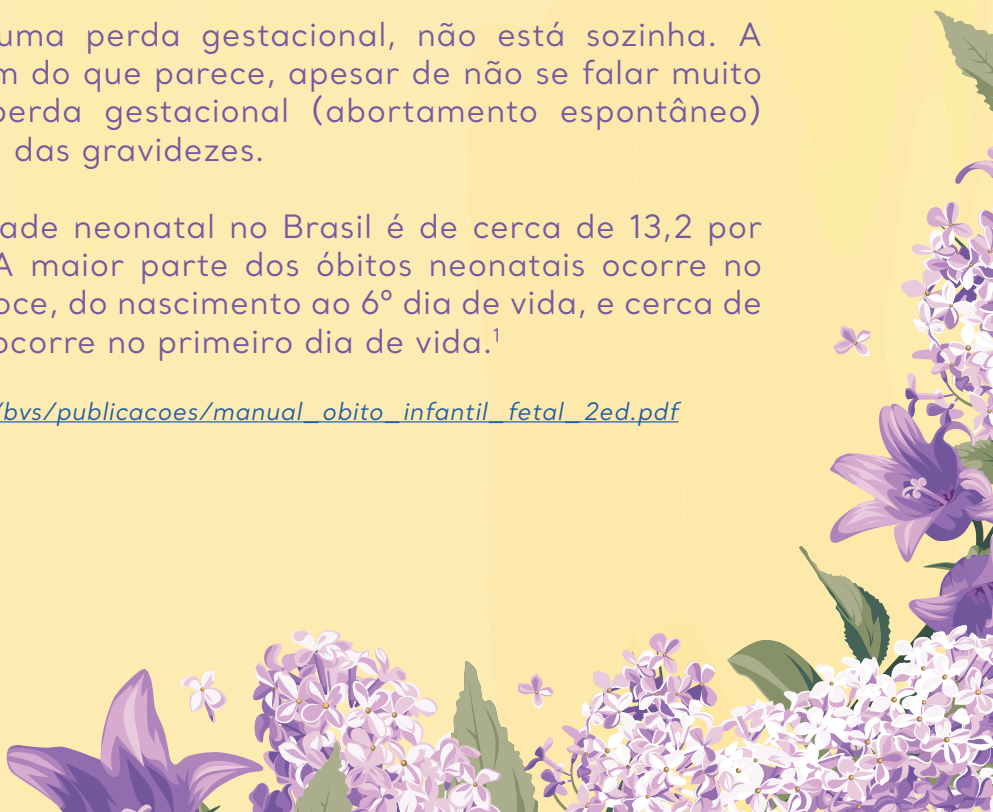 uma perda gestacional, não está sozinha. A
do que parece, apesar de não se falar muito
perda gestacional (abortamento espontâneo)
das gravidezes.
neonatal no Brasil é de cerca de 13,2 por
A maior parte dos óbitos neonatais ocorre no
do nascimento ao 6º dia de vida, e cerca de
ocorre no primeiro dia de vida.¹
/bvs/publicacoes/manual_obito_infantil_fetal_2ed.pdf